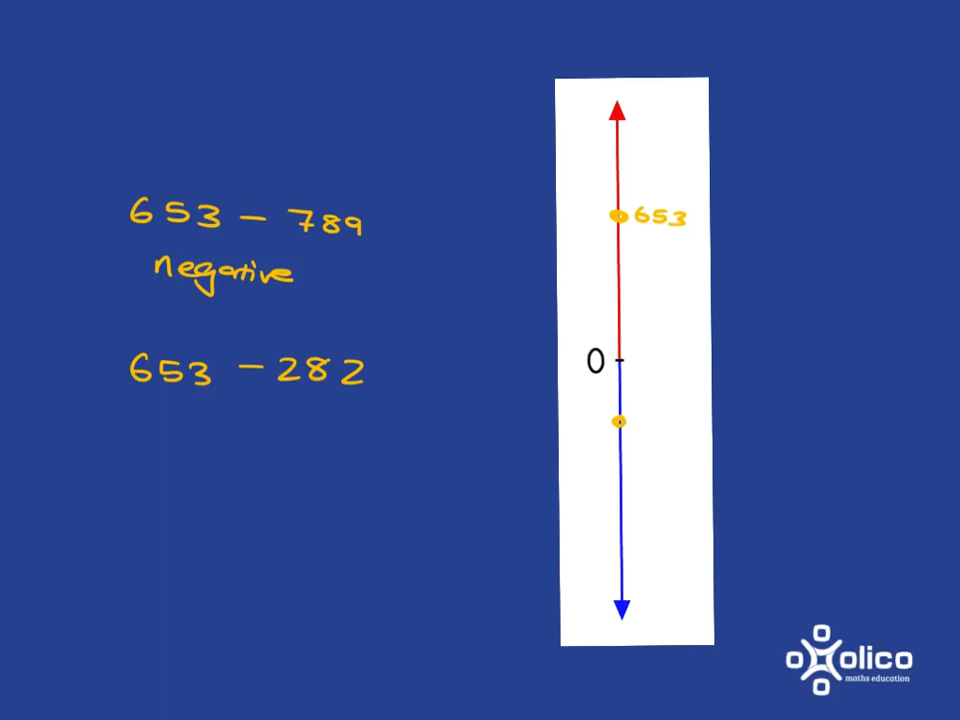 653 - 789
negative
653 - 282
653
0
olico
maths education